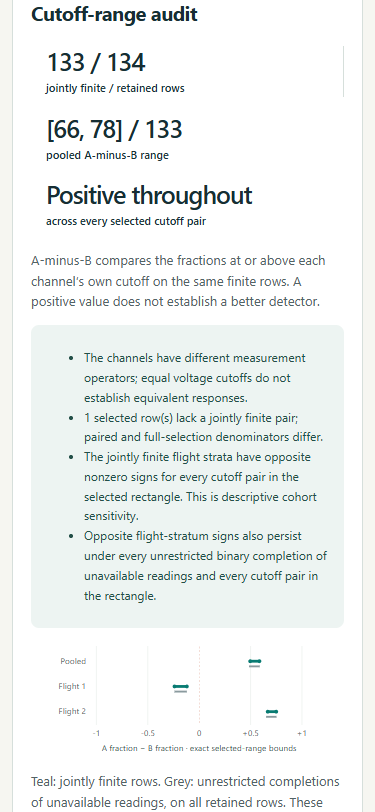 Cutoff-range audit
133 / 134
jointly finite / retained rows
[66, 78] / 133
pooled A-minus-B range
Positive throughout
across every selected cutoff pair
A-minus-B compares the fractions at or above each
channel's own cutoff on the same finite rows. A
positive value does not establish a better detector.
• The channels have different measurement
operators; equal voltage cutoffs do not
establish equivalent responses.
• 1 selected row(s) lack a jointly finite pair;
paired and full-selection denominators differ.
• The jointly finite flight strata have opposite
nonzero signs for every cutoff pair in the
selected rectangle. This is descriptive cohort
sensitivity.
• Opposite flight-stratum signs also persist
under every unrestricted binary completion of
unavailable readings and every cutoff pair in
the rectangle.
Pooled
Flight 1
Flight 2
-1 -0.5 0 +0.5 +1
A fraction − B fraction · exact selected-range bounds
Teal: jointly finite rows. Grey: unrestricted completions
of unavailable readings, on all retained rows. These